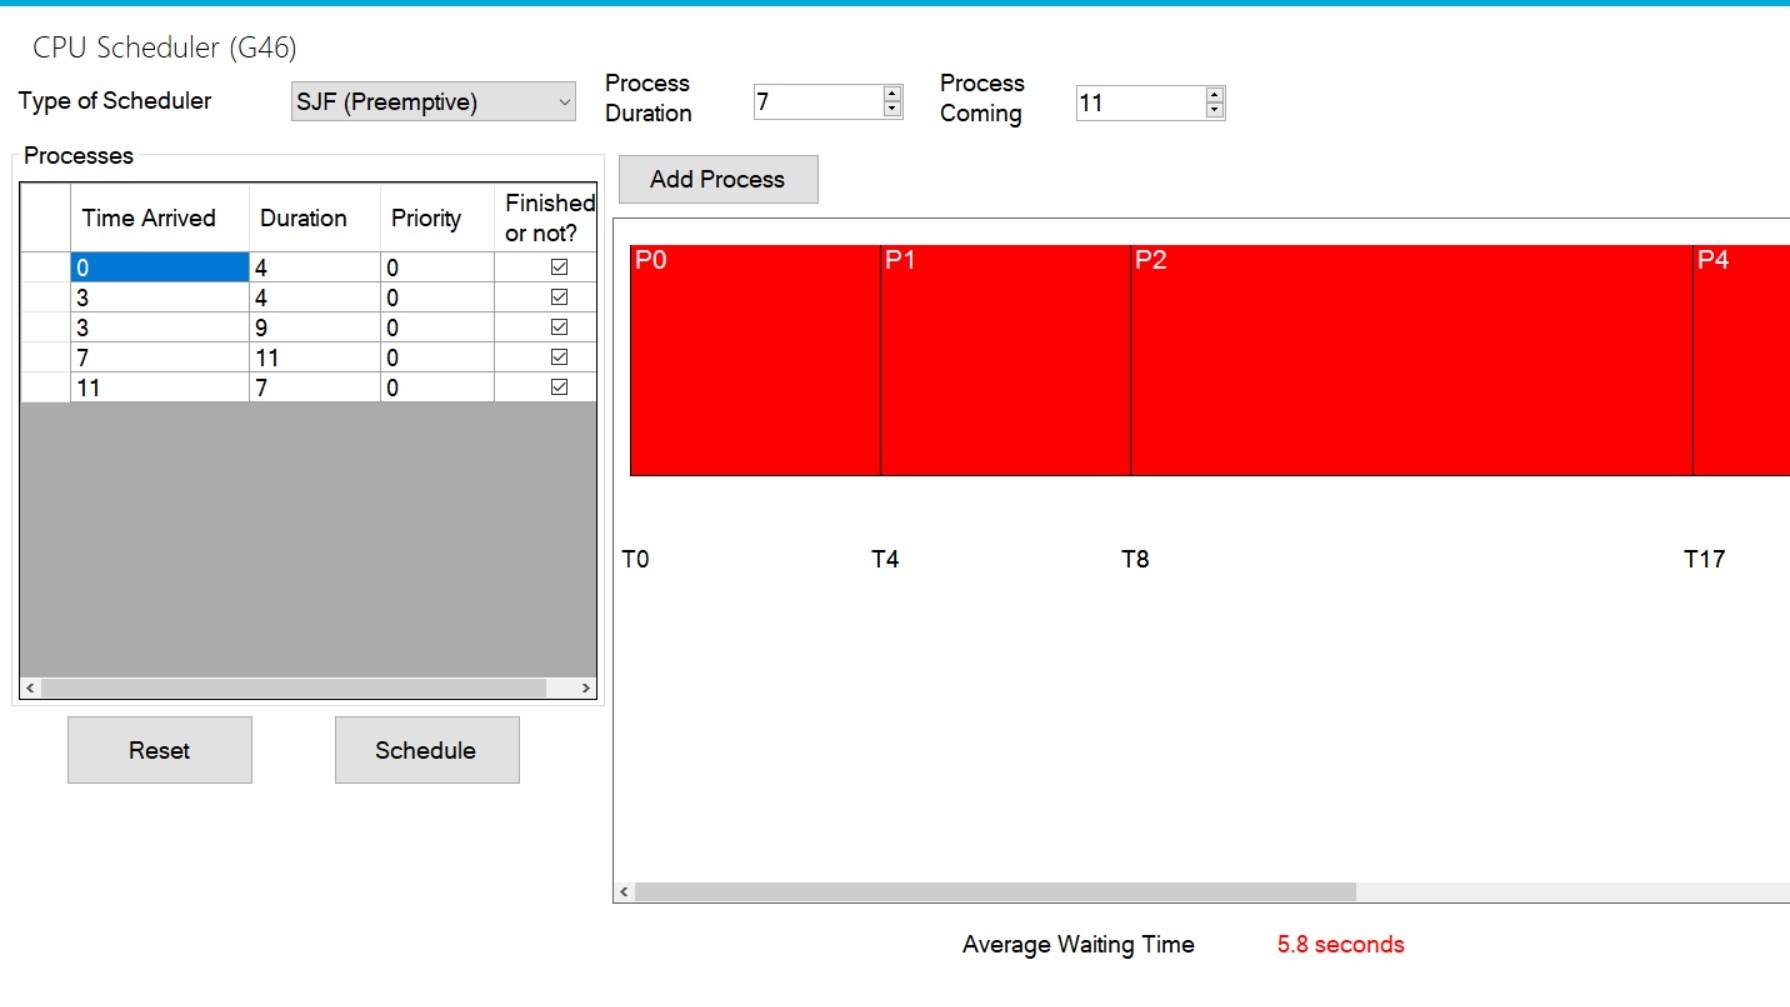 CPU Scheduler (G46)
Type of Scheduler
SJF (Preemptive)
Process
Duration
7
Process
Coming
11
Processes
Add Process
Time Arrived Duration Priority Finished
or not?
0 4 0
3 4 0
3 9 0
7 11 0
11 7 0
P0 P1 P2 P4
T0 T4 T8 T17
Reset Schedule
Average Waiting Time 5.8 seconds